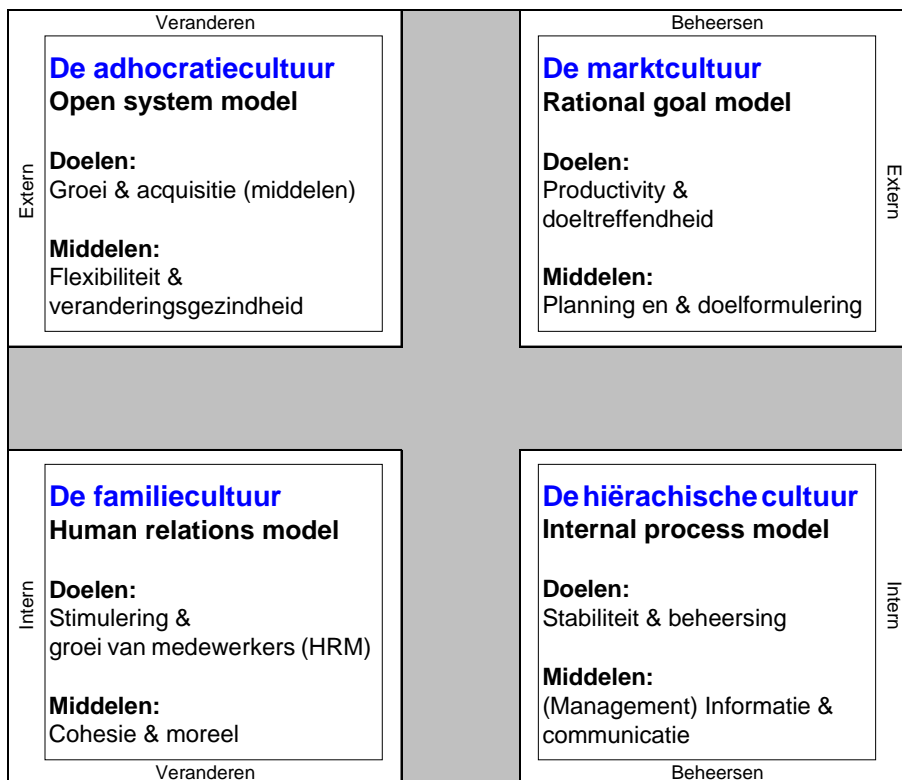 Veranderen
Extern
De adhocratiecultuur
Open system model
Doelen:
Groei & acquisitie (middelen)
Middelen:
Flexibiliteit &
veranderingsgezindheid
Beheersen
De marktcultuur
Rational goal model
Doelen:
Productivity &
doeltreffendheid
Middelen:
Planning en & doelformulering
Extern
Intern
De familiecultuur
Human relations model
Doelen:
Stimulering &
groei van medewerkers (HRM)
Middelen:
Cohesie & moreel
Veranderen
De hiërachische cultuur
Internal process model
Doelen:
Stabiliteit & beheersing
Middelen:
(Management) Informatie &
communicatie
Intern
Beheersen